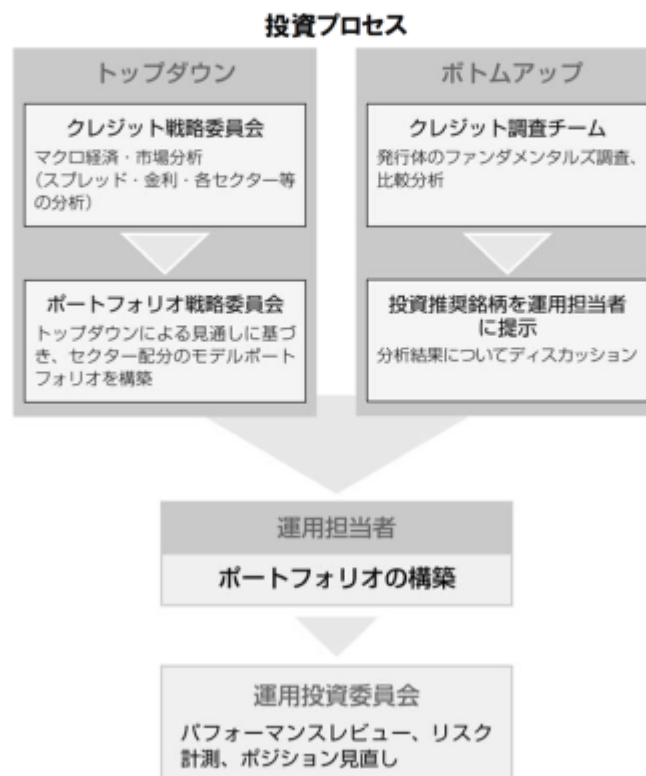 投資プロセス
トップダウン
クレジット戦略委員会
マクロ経済・市場分析
(スプレッド・金利・各セクター等
の分析)
ポートフォリオ戦略委員会
トップダウンによる見通しに基づ
き、セクター配分のモデルポート
フォリオを構築
ボトムアップ
クレジット調査チーム
発行体のファンダメンタルズ調査、
比較分析
投資推奨銘柄を運用担当者
に提示
分析結果についてディスカッション
運用担当者
ポートフォリオの構築
運用投資委員会
パフォーマンスレビュー、リスク
計測、ポジション見直し